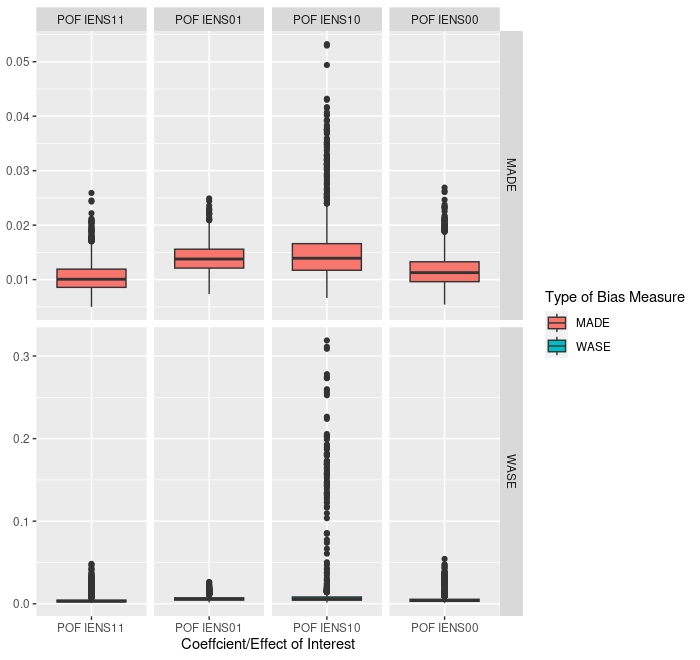 POF IENS11
POF IENS01
POF IENS10
POF IENS00
0.05
0.04
0.03
0.02
0.01
MADE
0.3
0.2
0.1
0.0
WASE
POF IENS11
POF IENS01
POF IENS10
POF IENS00
Coeffcient/Effect of Interest
Type of Bias Measure
MADE
WASE